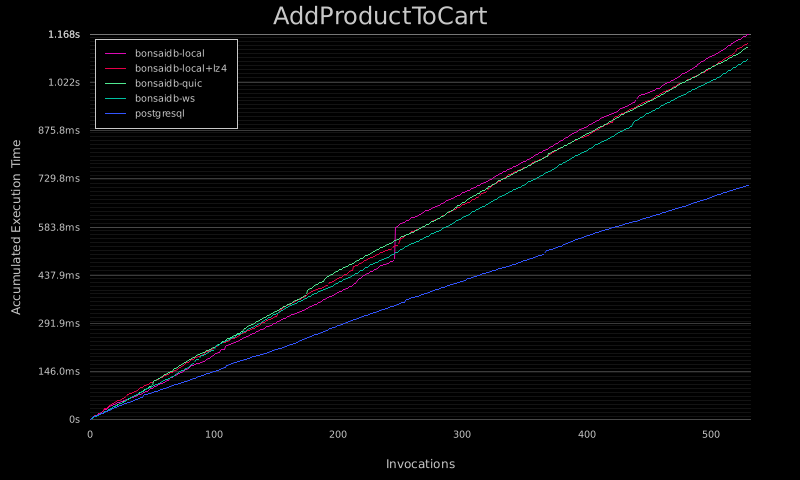 AddProductToCart
1.168s
bonsaidb-local
bonsaidb-local+lz4
bonsaidb-quic
bonsaidb-ws
postgresql
1.022s
875.8ms
729.8ms
583.8ms
437.9ms
291.9ms
146.0ms
0s
Accumulated Execution Time
0 100 200 300 400 500
Invocations